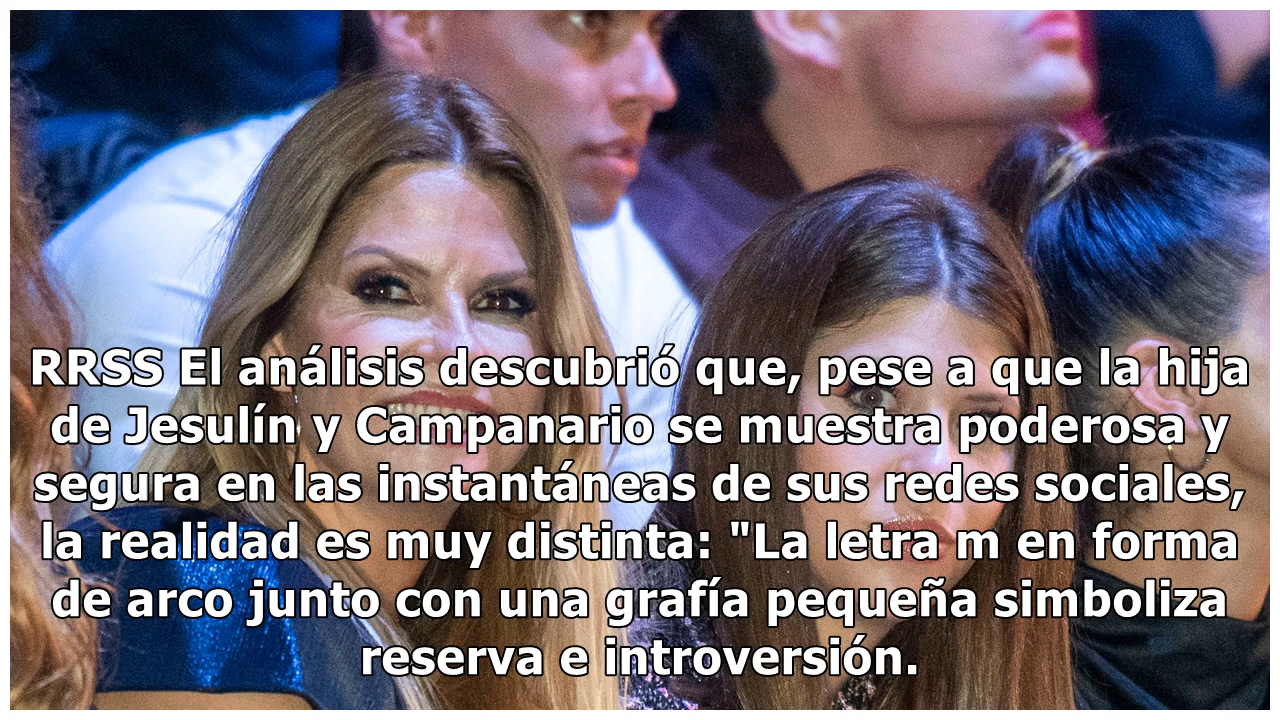 RRSS El análisis descubrió que, pese a que la hija
de Jesulín y Campanario se muestra poderosa y
segura en las instantáneas de sus redes sociales,
la realidad es muy distinta: "La letra m en forma
de arco junto con una grafía pequeña simboliza
reserva e introversión.